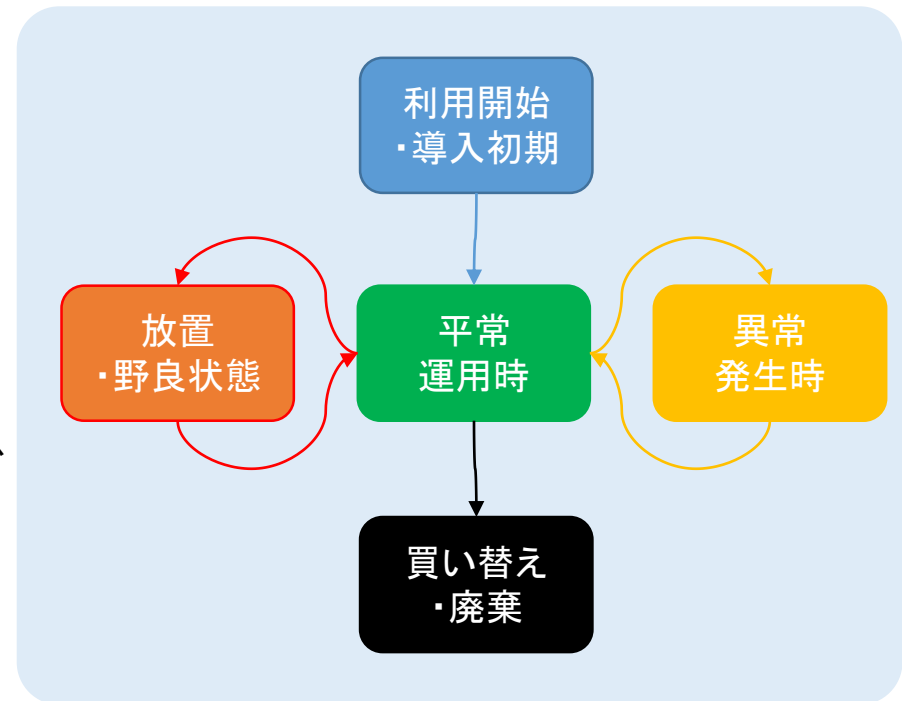 利用開始
・導入初期
放置
・野良状態
平常
運用時
異常
発生時
、
買い替え
・廃棄